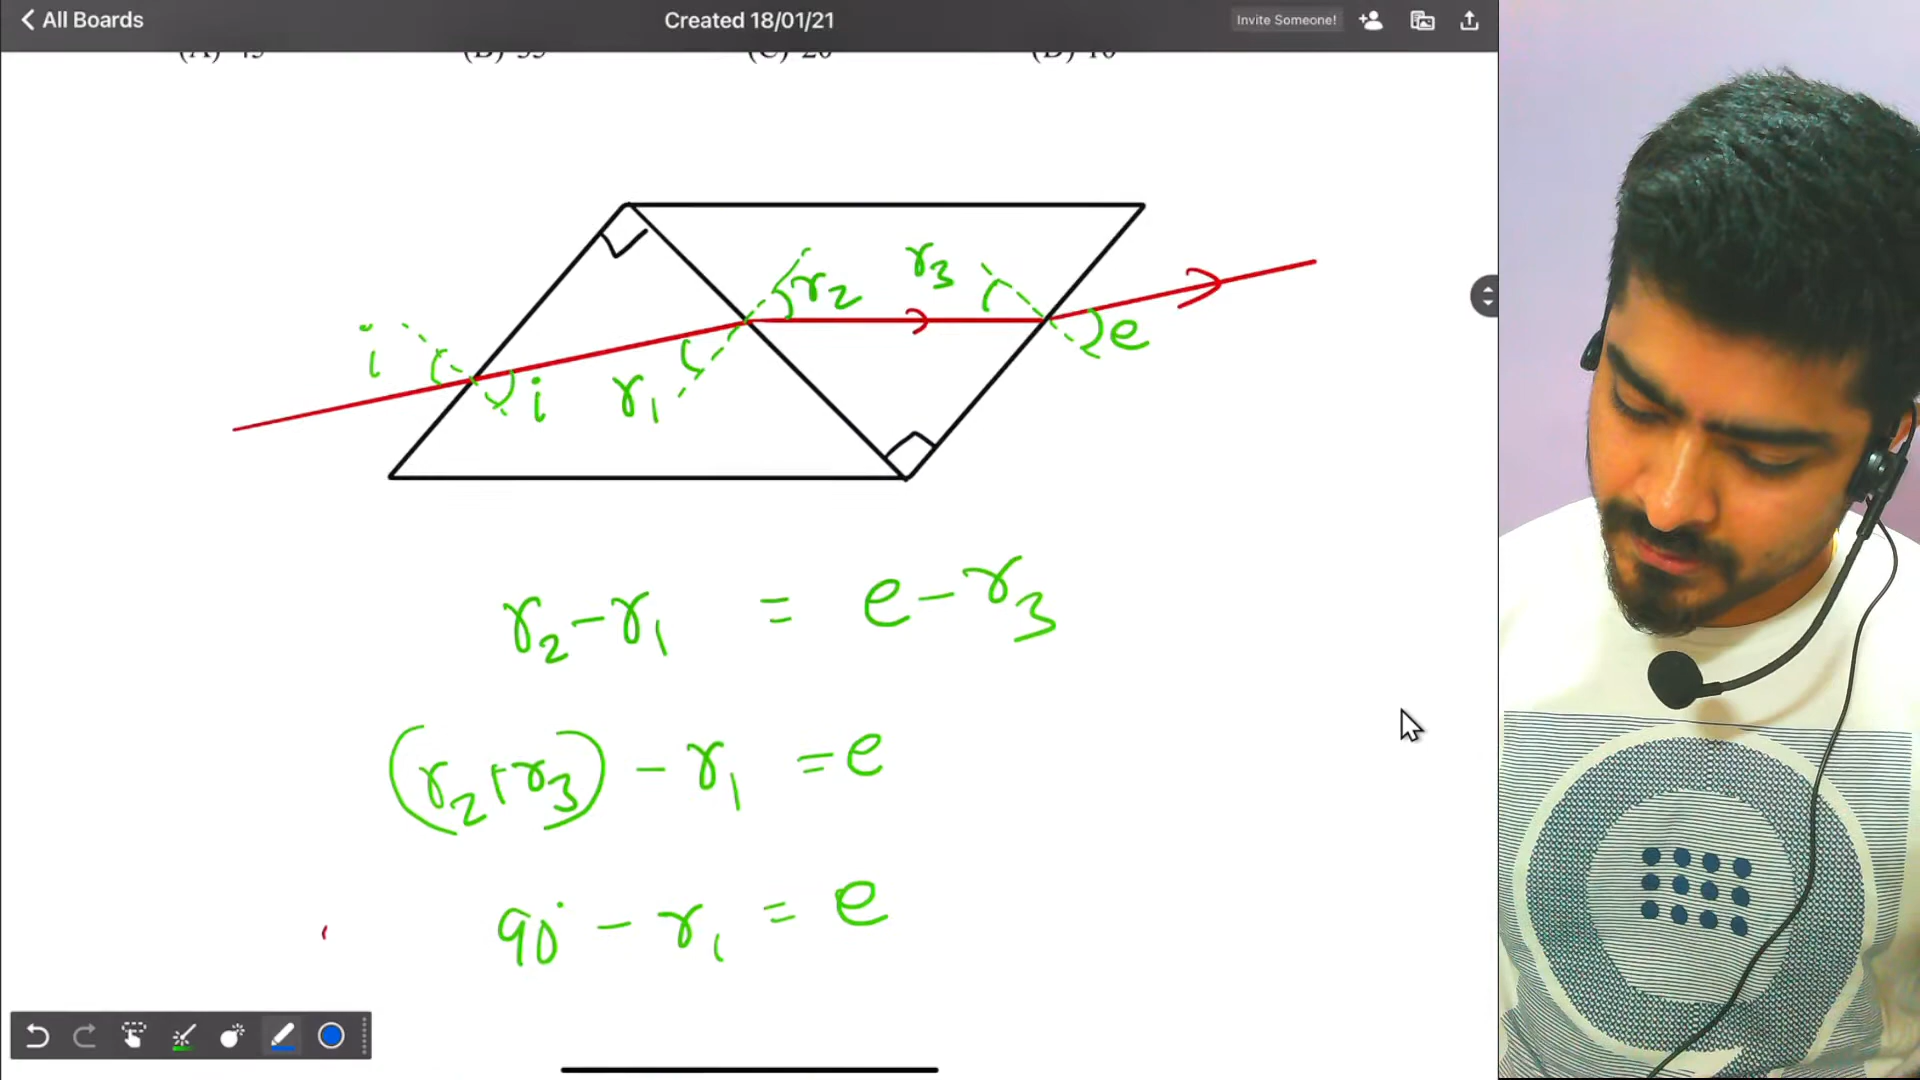 All Boards
Created 18/01/21
Invite Someone!
r2
r3
i
e
i
r1
r2 - r1 = e - r3
(r2 + r3) - r1 = e
90° - r1 = e